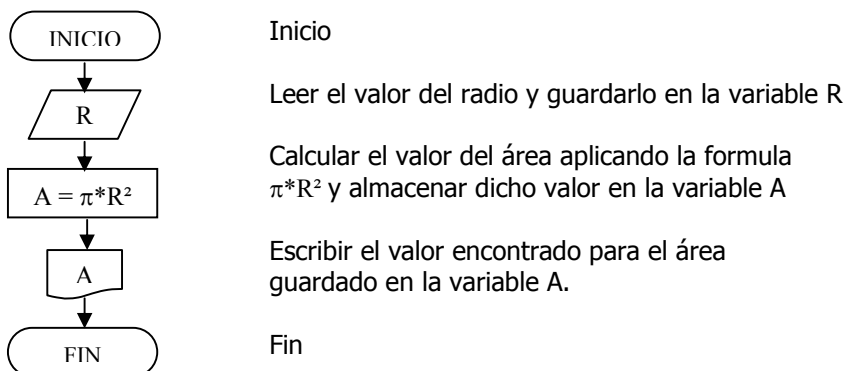 INICIO
Inicio
Leer el valor del radio y guardarlo en la variable R
R
Calcular el valor del área aplicando la formula
π*R² y almacenar dicho valor en la variable A
A = π*R²
Escribir el valor encontrado para el área
guardado en la variable A.
A
Fin
FIN